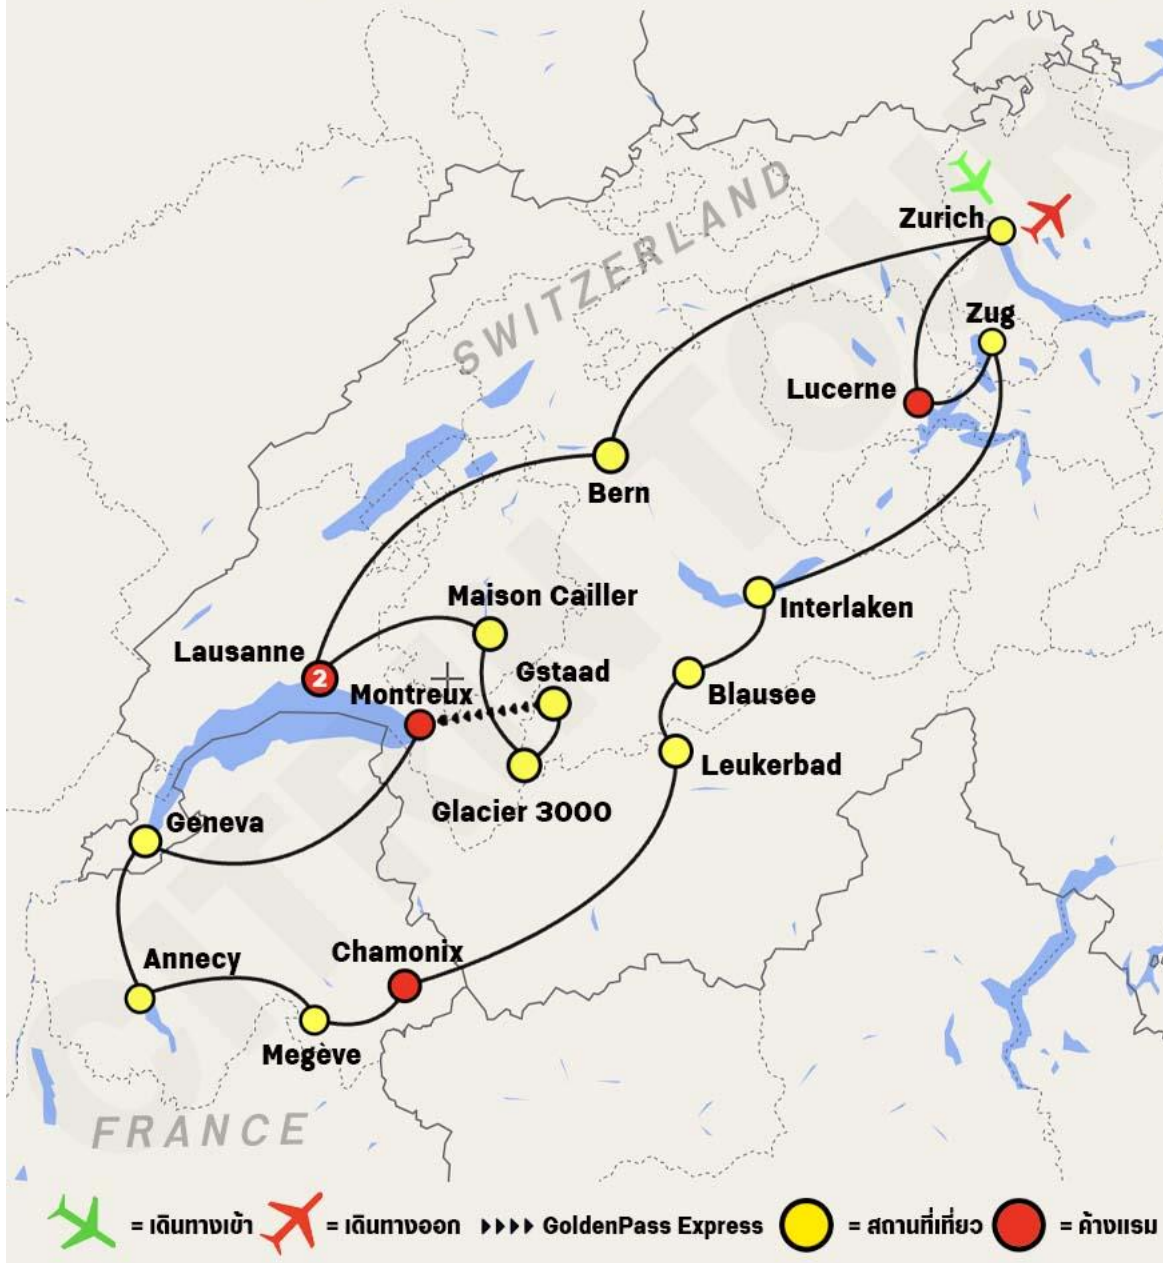 SWITZERLAND
Zurich
Zug
Lucerne
Bern
Maison Cailler
Interlaken
Lausanne
2
Gstaad
Montreux
Blausee
Leukerbad
Glacier 3000
Geneva
Chamonix
Annecy
Megève
FRANCE
= เดินทางเข้า = เดินทางออก GoldenPass Express = สถานที่เที่ยว = ค้างแรม